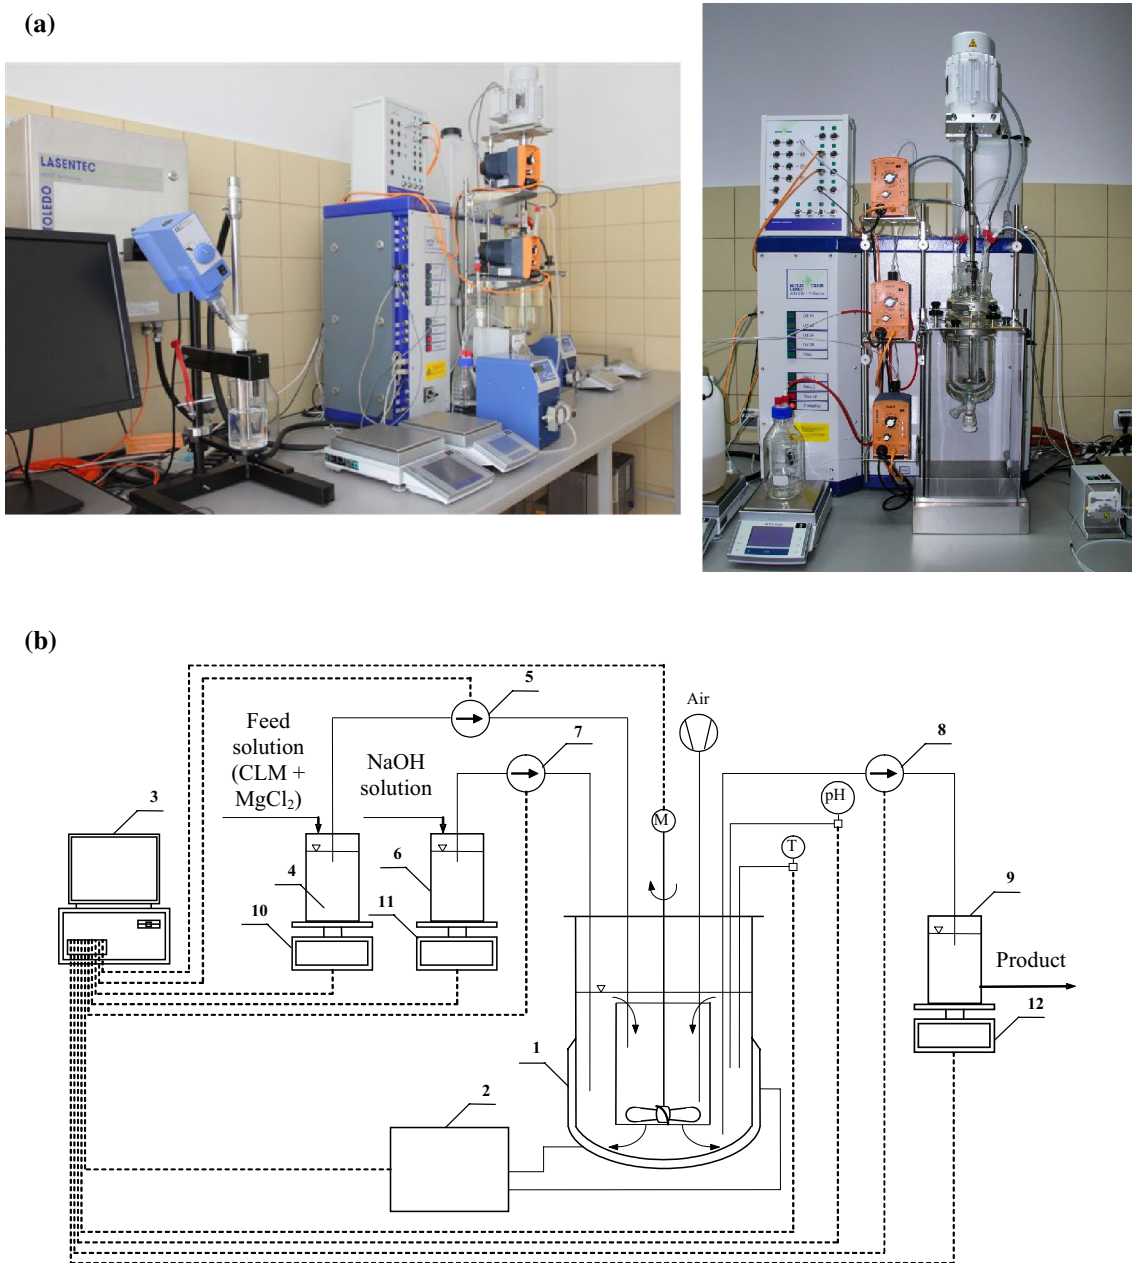 (a)
LASENTEC
TOLEDO
(b)
5
Air
Feed
solution
(CLM +
MgCl₂)
7
8
NaOH
solution
pH
3
M
T
4
6
9
10
11
Product
12
1
2